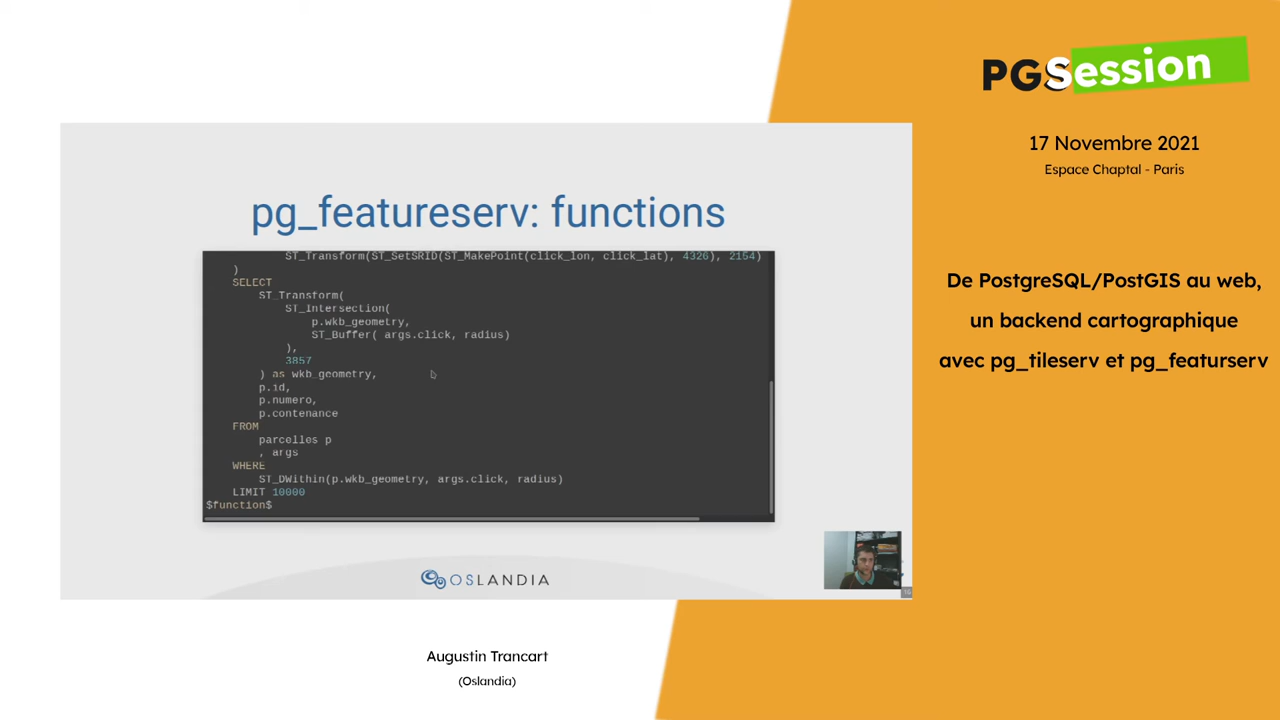 PGSession
17 Novembre 2021
Espace Chaptal - Paris
De PostgreSQL/PostGIS au web,
un backend cartographique
avec pg_tileserv et pg_featurserv
pg_featureserv: functions
ST_Transform(ST_SetSRID(ST_MakePoint(click_lon, click_lat), 4326), 2154)
)
SELECT
ST_Transform(
ST_Intersection(
p.wkb_geometry,
ST_Buffer( args.click, radius)
),
3857
) as wkb_geometry,
p.id,
p.numero,
p.contenance
FROM
parcelles p
, args
WHERE
ST_DWithin(p.wkb_geometry, args.click, radius)
LIMIT 10000
$function$
OSLANDIA
Augustin Trancart
(Oslandia)